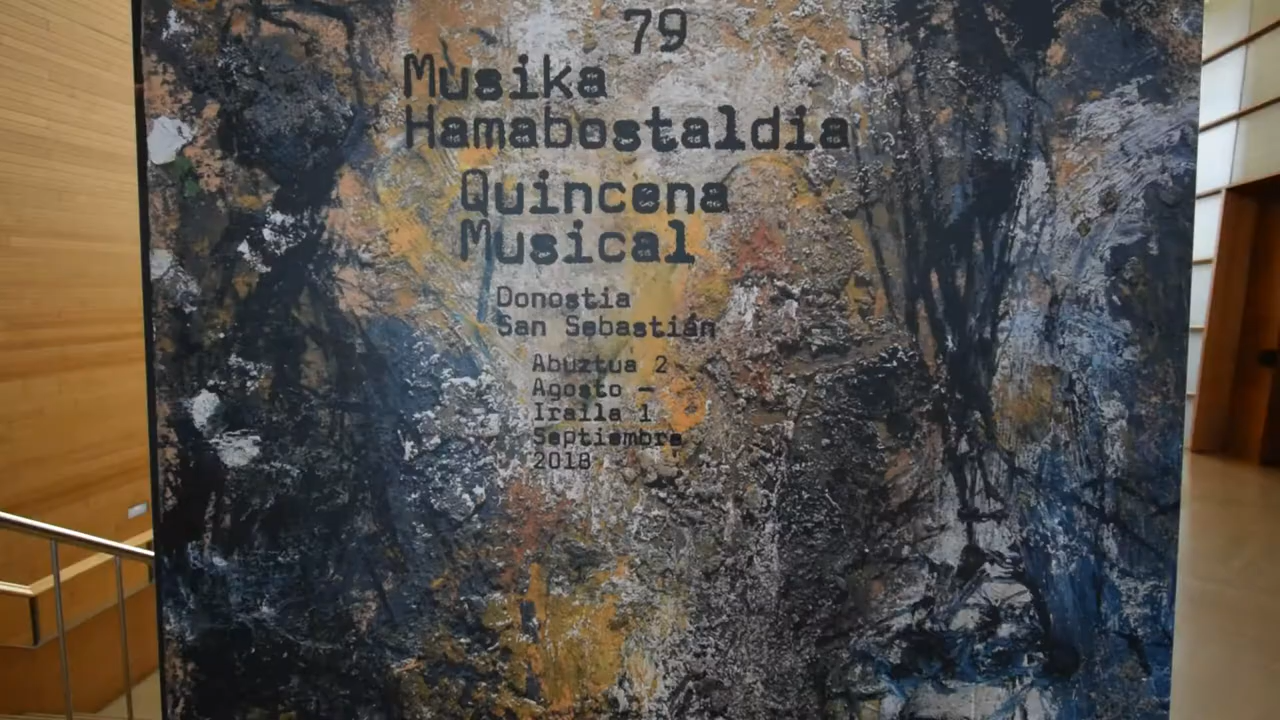 79
Musika
Hamabostaldia
Quincena
Musical
Donostia
San Sebastián
Abuztua 2
Agosto –
Iraila 1
Septiembre
2018